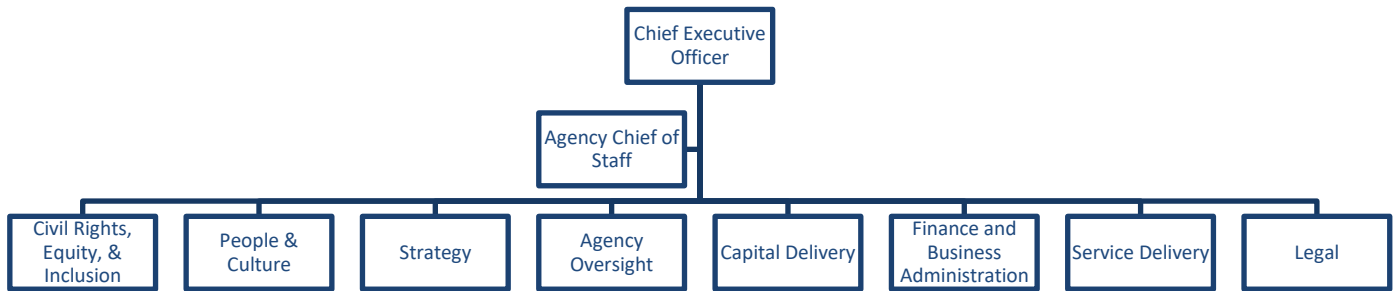 Chief Executive
Officer
Agency Chief of
Staff
Civil Rights,
Equity, &
Inclusion
People &
Culture
Strategy
Agency
Oversight
Capital Delivery
Finance and
Business
Administration
Service Delivery
Legal